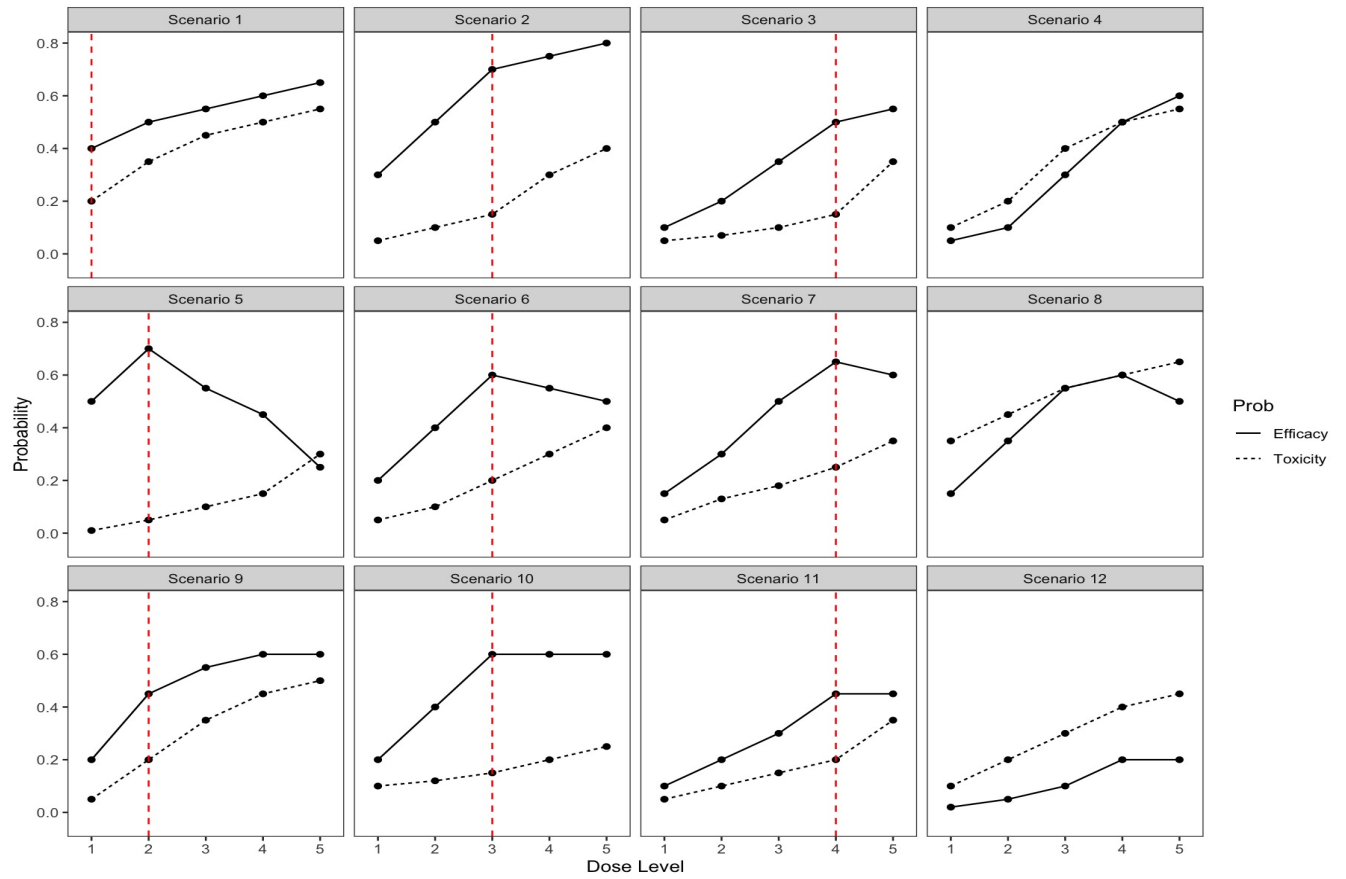 Scenario 1 Scenario 2 Scenario 3 Scenario 4
0.8
0.6
0.4
0.2
0.0
Scenario 5 Scenario 6 Scenario 7 Scenario 8
0.8
0.6
0.4
0.2
0.0
Probability
Prob
Efficacy
Toxicity
Scenario 9 Scenario 10 Scenario 11 Scenario 12
0.8
0.6
0.4
0.2
0.0
1 2 3 4 5 1 2 3 4 5 1 2 3 4 5 1 2 3 4 5
Dose Level